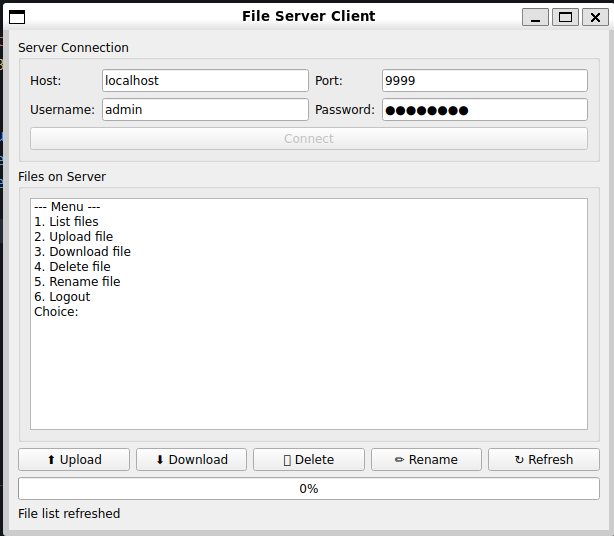 File Server Client
Server Connection
Host: localhost Port: 9999
Username: admin Password: ●●●●●●●●
Connect
Files on Server
--- Menu ---
1. List files
2. Upload file
3. Download file
4. Delete file
5. Rename file
6. Logout
Choice:
⬆ Upload ⬇ Download Delete ✏ Rename ↻ Refresh
0%
File list refreshed